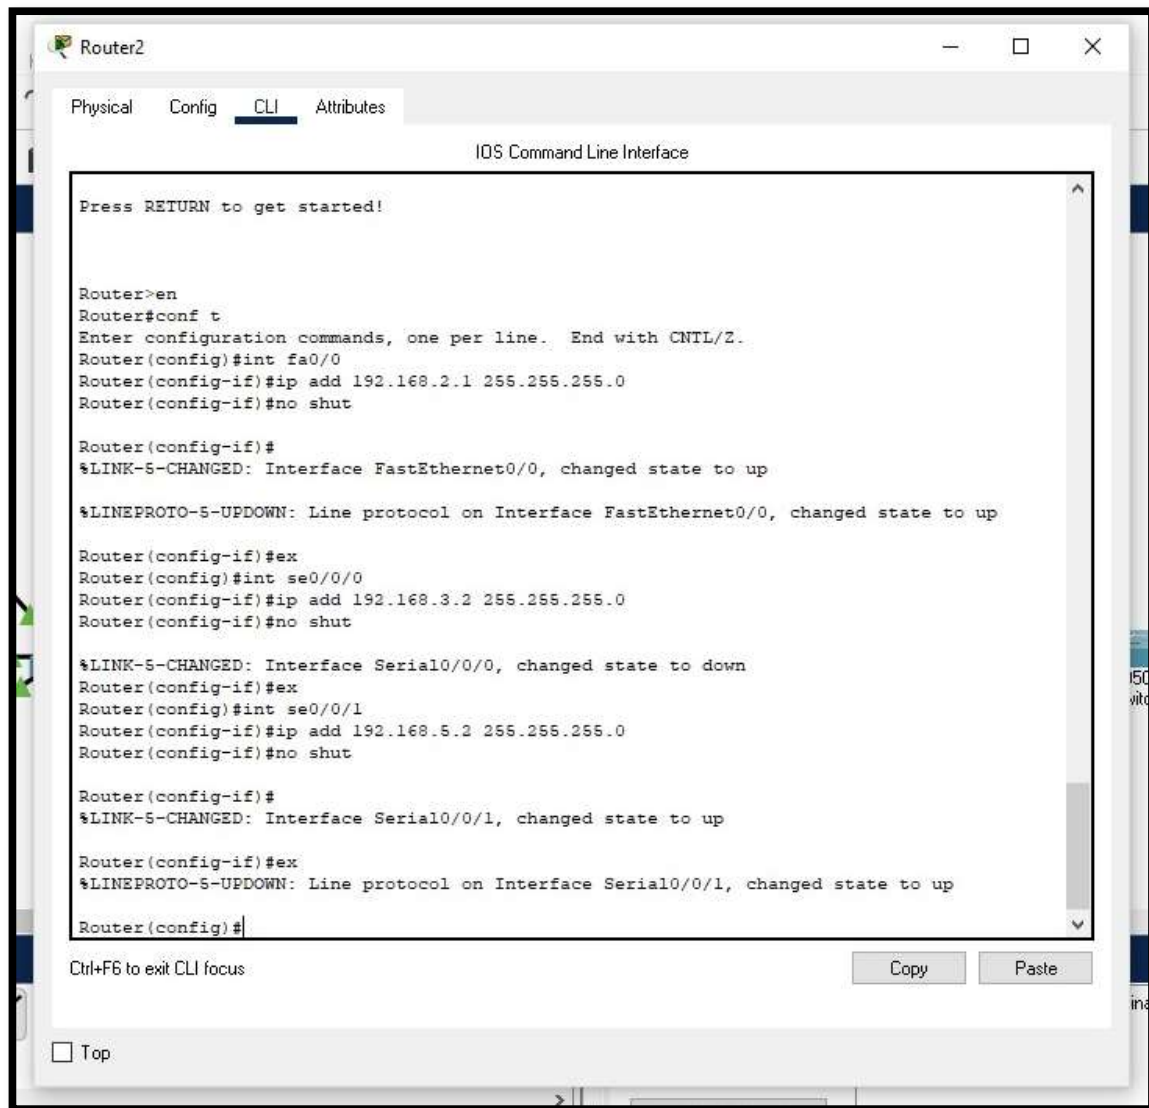 Router2
Physical Config CLI Attributes
IOS Command Line Interface
Press RETURN to get started!
Router>en
Router#conf t
Enter configuration commands, one per line.  End with CNTL/Z.
Router(config)#int fa0/0
Router(config-if)#ip add 192.168.2.1 255.255.255.0
Router(config-if)#no shut
Router(config-if)#
%LINK-5-CHANGED: Interface FastEthernet0/0, changed state to up
%LINEPROTO-5-UPDOWN: Line protocol on Interface FastEthernet0/0, changed state to up
Router(config-if)#ex
Router(config)#int se0/0/0
Router(config-if)#ip add 192.168.3.2 255.255.255.0
Router(config-if)#no shut
%LINK-5-CHANGED: Interface Serial0/0/0, changed state to down
Router(config-if)#ex
Router(config)#int se0/0/1
Router(config-if)#ip add 192.168.5.2 255.255.255.0
Router(config-if)#no shut
Router(config-if)#
%LINK-5-CHANGED: Interface Serial0/0/1, changed state to up
Router(config-if)#ex
%LINEPROTO-5-UPDOWN: Line protocol on Interface Serial0/0/1, changed state to up
Router(config)#
Ctrl+F6 to exit CLI focus
Copy Paste
Top